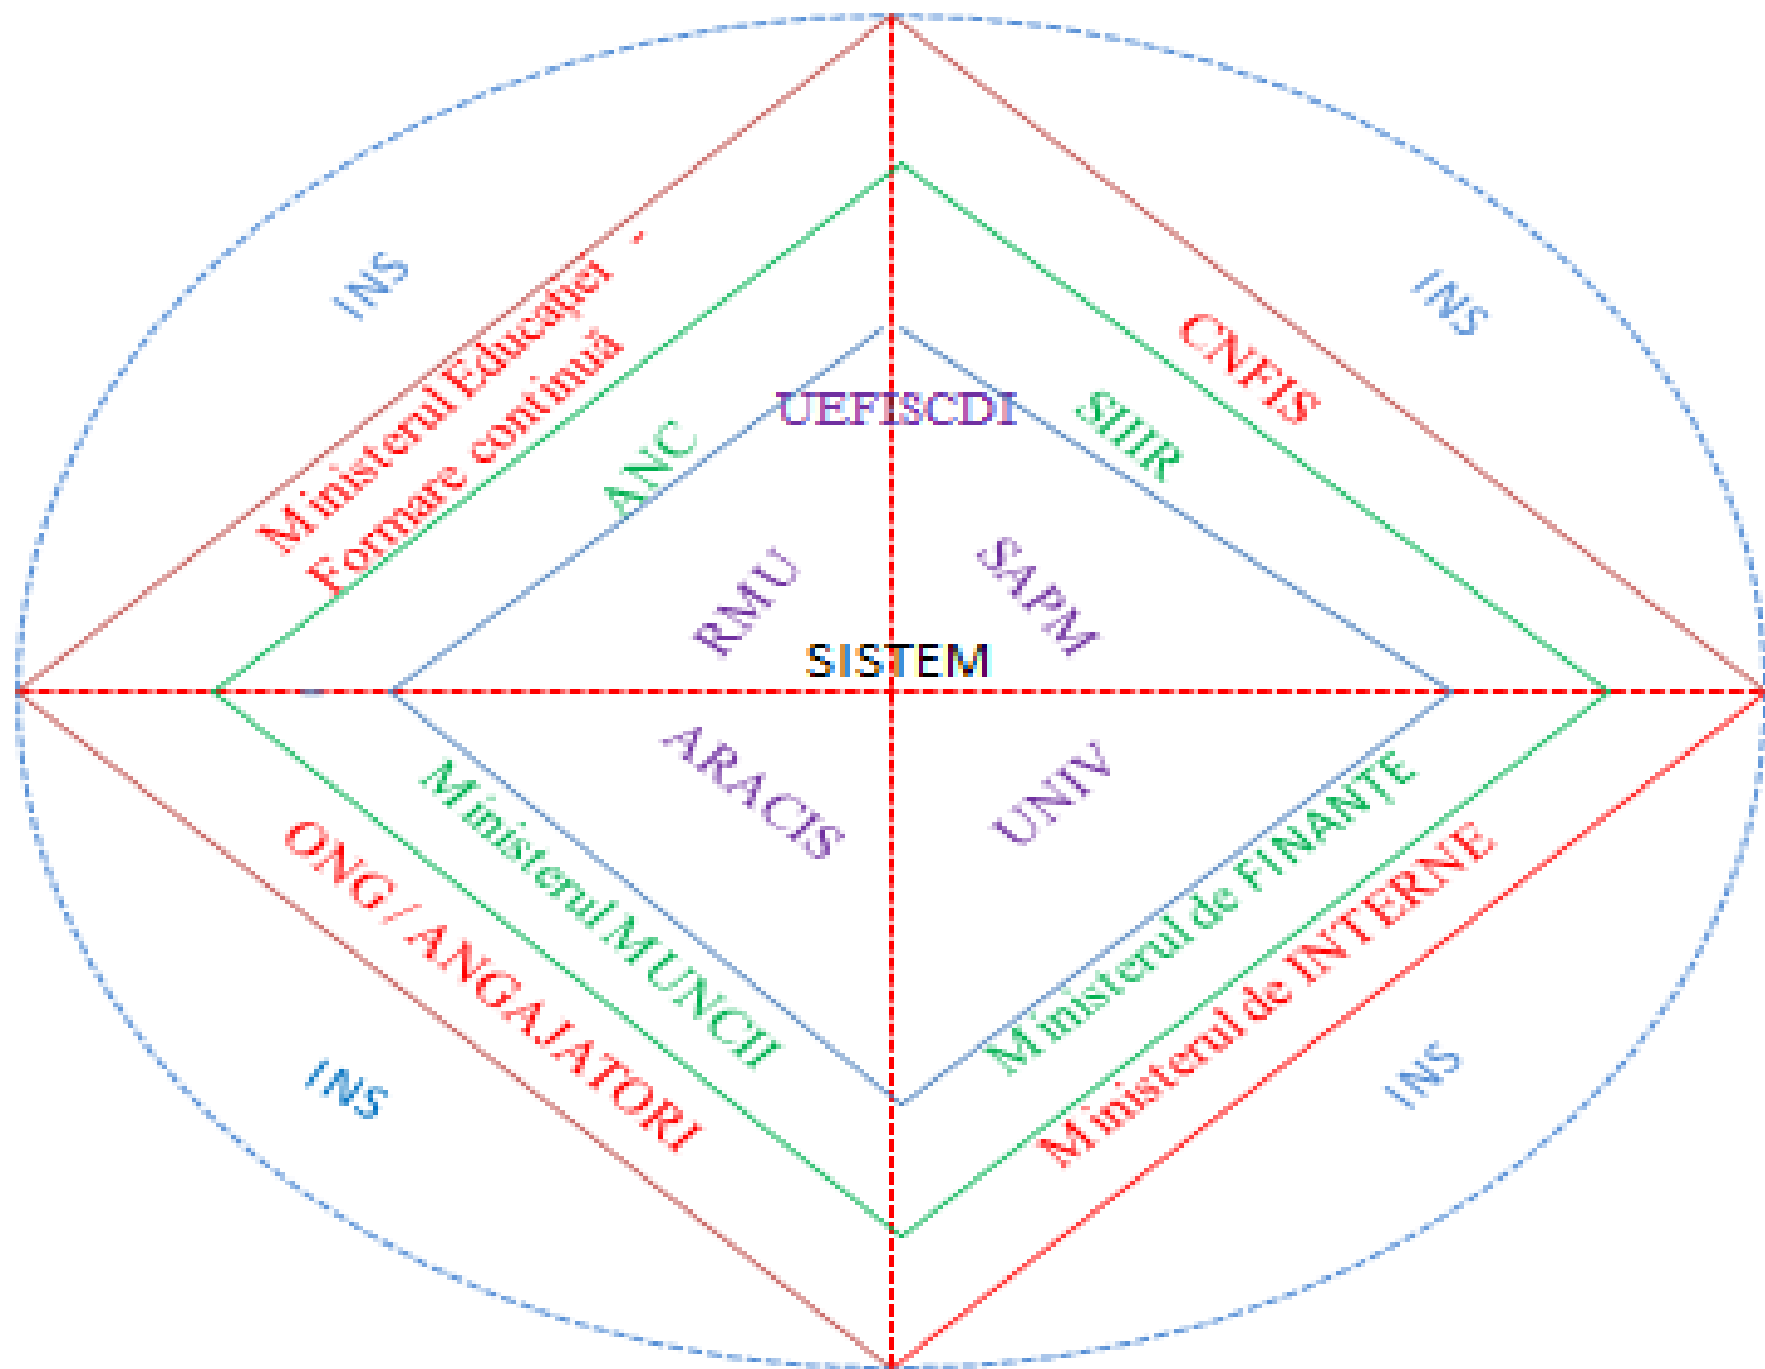 INS
INS
Ministerul Educației -
Formare continuă
CNFIS
UEFISCDI
ANC
SIIIR
RMU
SAPM
SISTEM
ARACIS
UNIV
Ministerul MUNCII
Ministerul de FINANȚE
ONG / ANGAJATORI
Ministerul de INTERNE
INS
INS